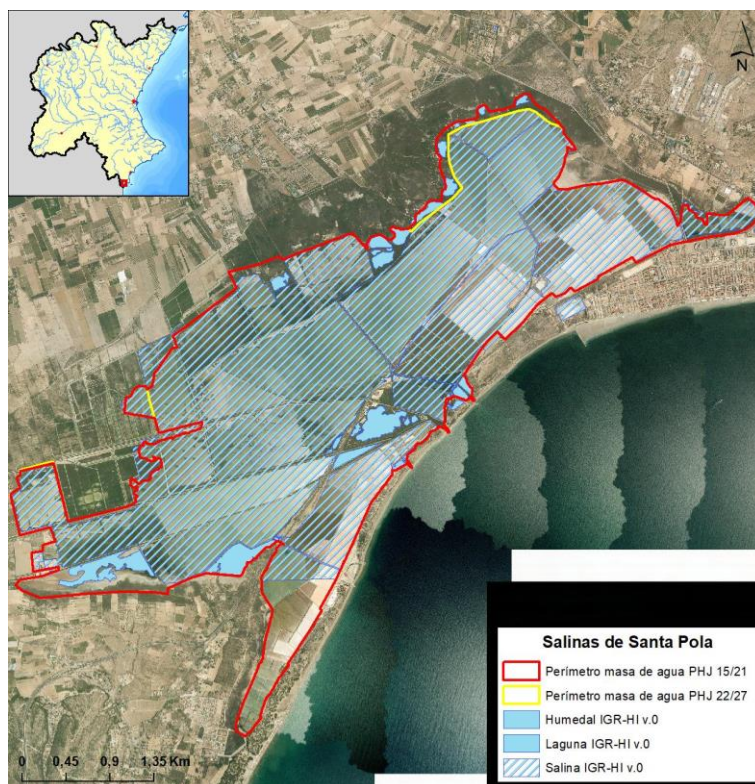 N
Salinas de Santa Pola
Perímetro masa de agua PHJ 15/21
Perímetro masa de agua PHJ 22/27
Humedal IGR-HI v.0
Laguna IGR-HI v.0
Salina IGR-HI v.0
0 0,45 0,9 1,35 Km